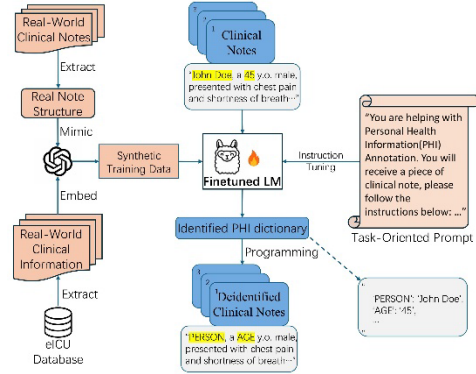 Real-World
Clinical Notes
Extract
Real Note
Structure
Mimic
Synthetic
Training Data
Embed
Real-World
Clinical
Information
Extract
eICU
Database
1
Clinical
Notes
"John Doe, a 45 y.o. male,
presented with chest pain
and shortness of breath···"
Finetuned LM
Instruction
Tuning
"You are helping with
Personal Health
Information(PHI)
Annotation. You will
receive a piece of
clinical note, please
follow the
instructions below: ..."
Task-Oriented Prompt
Identified PHI dictionary
Programming
1
2
Deidentified
Clinical Notes
"PERSON, a AGE y.o. male,
presented with chest pain
and shortness of breath···"
PERSON': 'John Doe'
'AGE': '45',